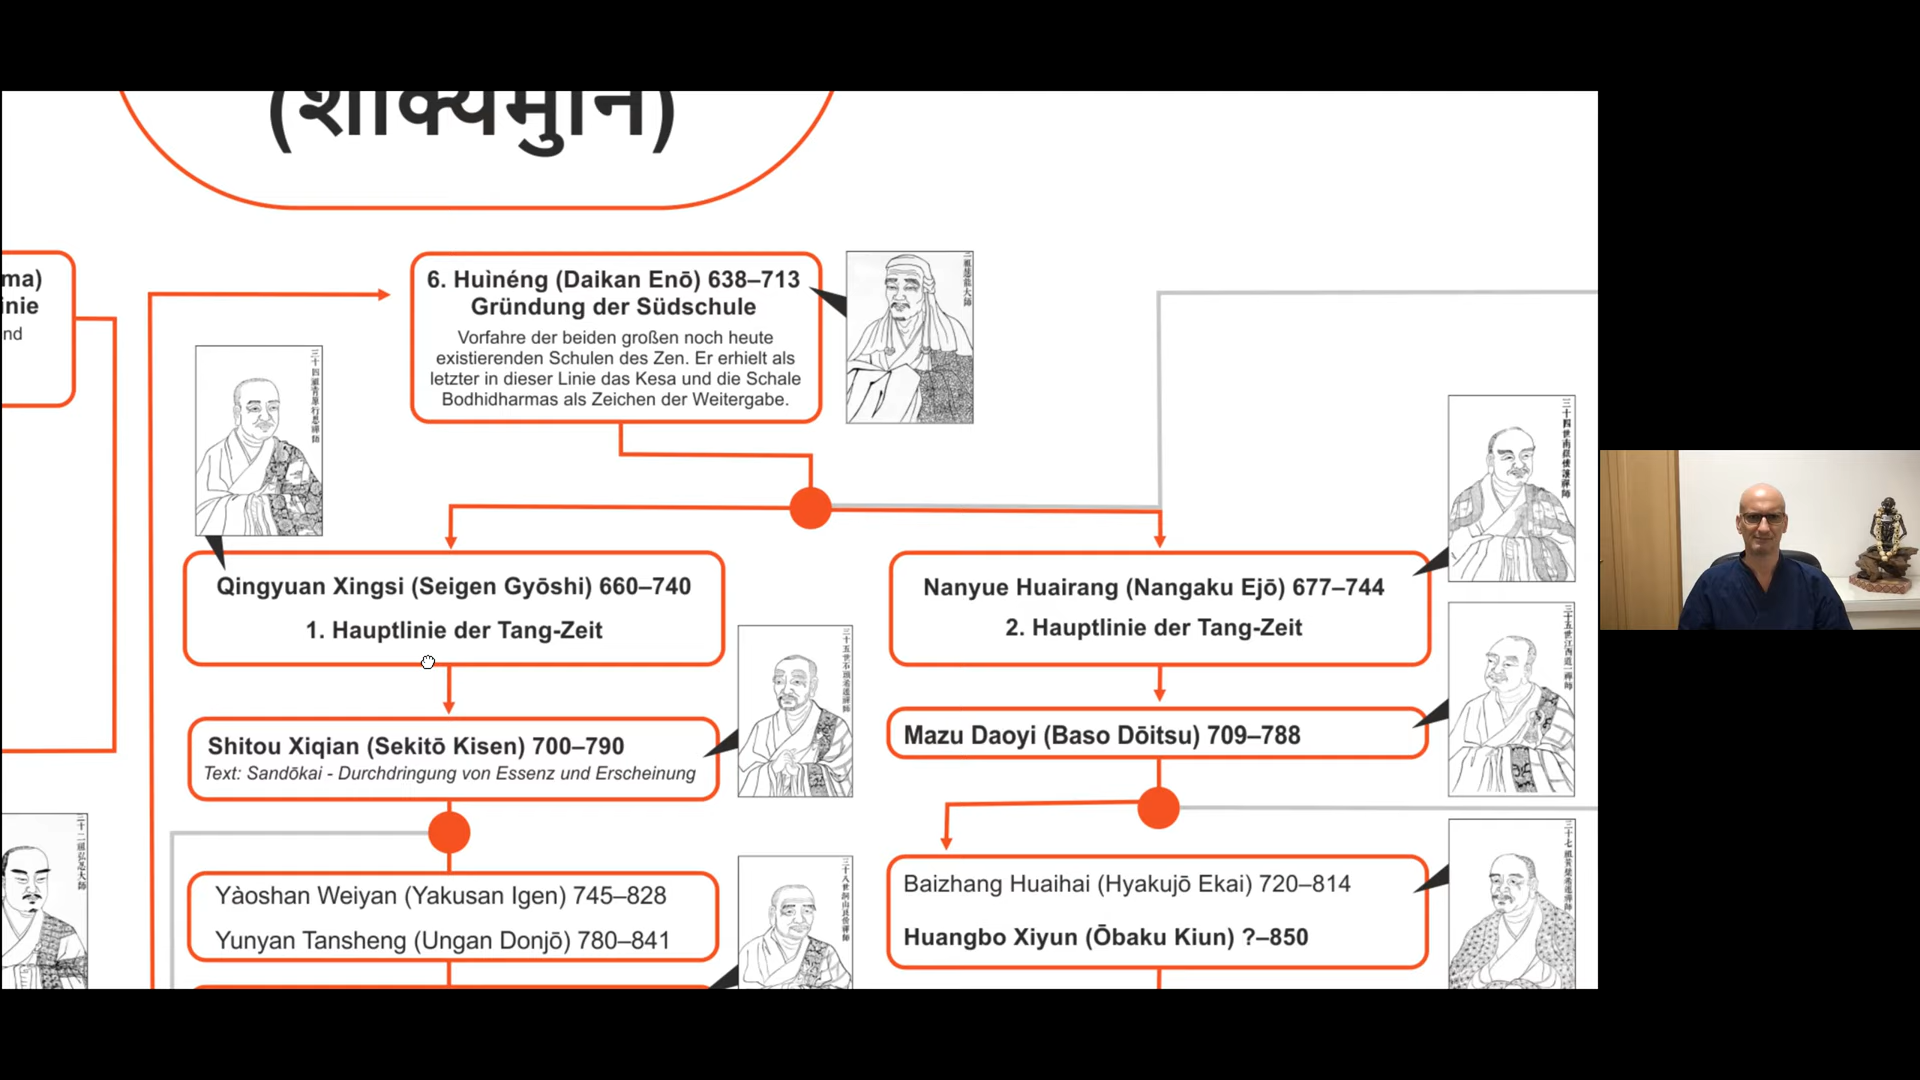 (शाक्यमुनि)
ma)
inie
nd
6. Huìnéng (Daikan Enō) 638–713
Gründung der Südschule
Vorfahre der beiden großen noch heute
existierenden Schulen des Zen. Er erhielt als
letzter in dieser Linie das Kesa und die Schale
Bodhidharmas als Zeichen der Weitergabe.
Qingyuan Xingsi (Seigen Gyōshi) 660–740
1. Hauptlinie der Tang-Zeit
Nanyue Huairang (Nangaku Ejō) 677–744
2. Hauptlinie der Tang-Zeit
Shitou Xiqian (Sekitō Kisen) 700–790
Text: Sandōkai - Durchdringung von Essenz und Erscheinung
Mazu Daoyi (Baso Dōitsu) 709–788
Yàoshan Weiyan (Yakusan Igen) 745–828
Yunyan Tansheng (Ungan Donjō) 780–841
Baizhang Huaihai (Hyakujō Ekai) 720–814
Huangbo Xiyun (Ōbaku Kiun) ?–850